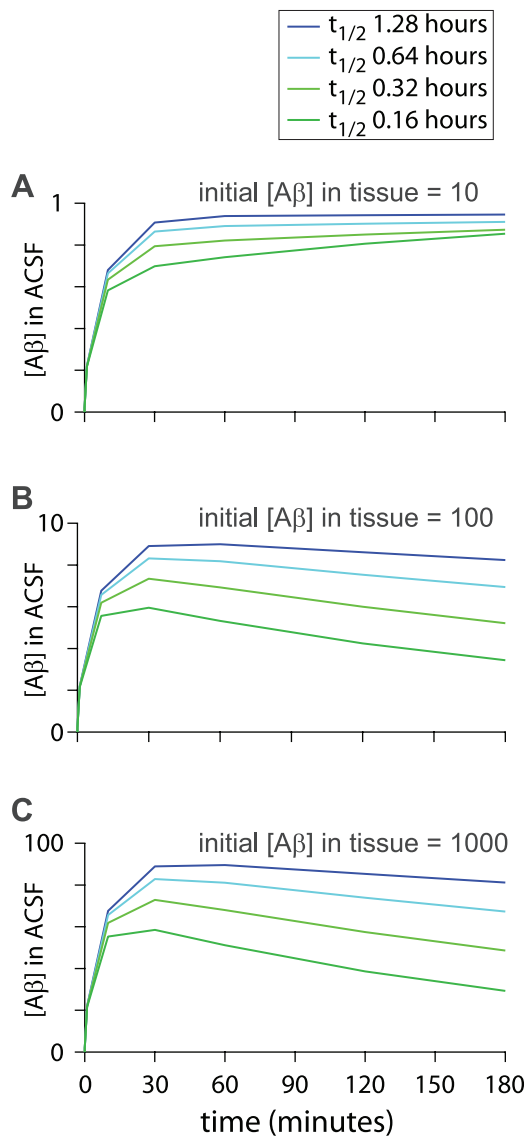 t1/2 1.28 hours
t1/2 0.64 hours
t1/2 0.32 hours
t1/2 0.16 hours
A
initial [Aβ] in tissue = 10
1
[Aβ] in ACSF
0
B
initial [Aβ] in tissue = 100
10
[Aβ] in ACSF
0
C
initial [Aβ] in tissue = 1000
100
[Aβ] in ACSF
0
0 30 60 90 120 150 180
time (minutes)